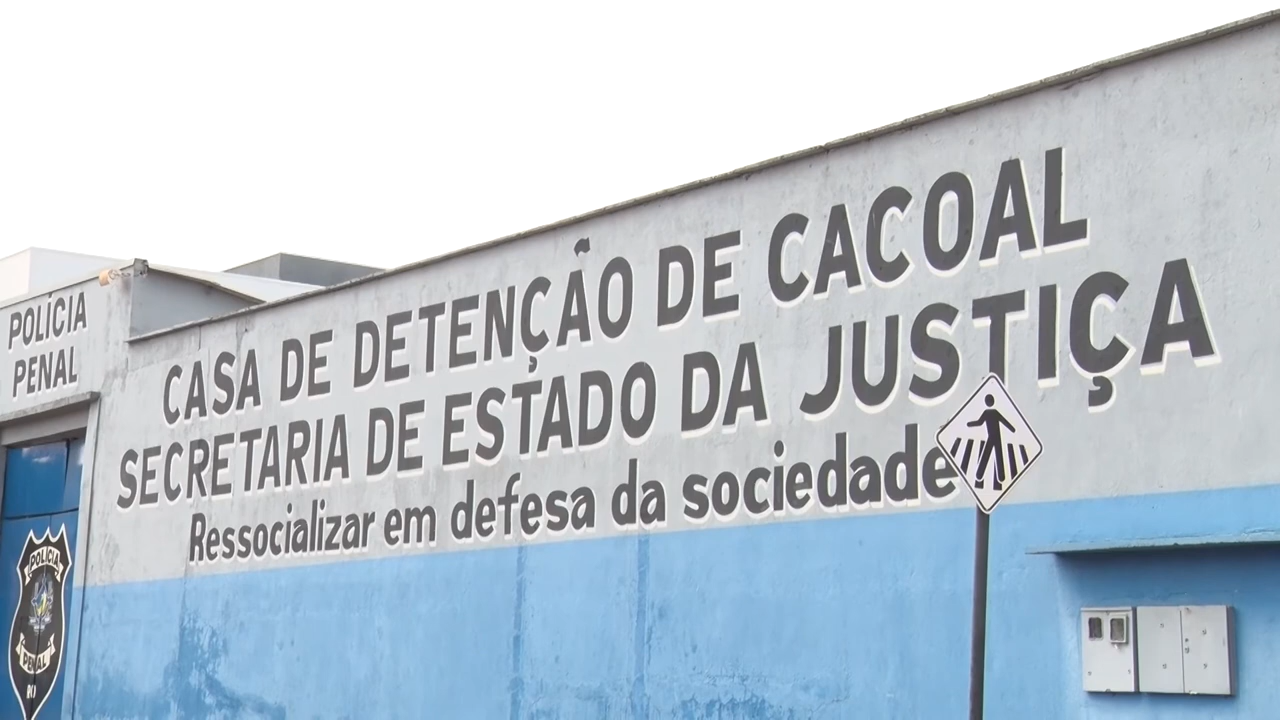 POLÍCIA
PENAL
CASA DE DETENÇÃO DE CACOAL
SECRETARIA DE ESTADO DA JUSTIÇA
Ressocializar em defesa da sociedade
POLÍCIA
PENAL
RO